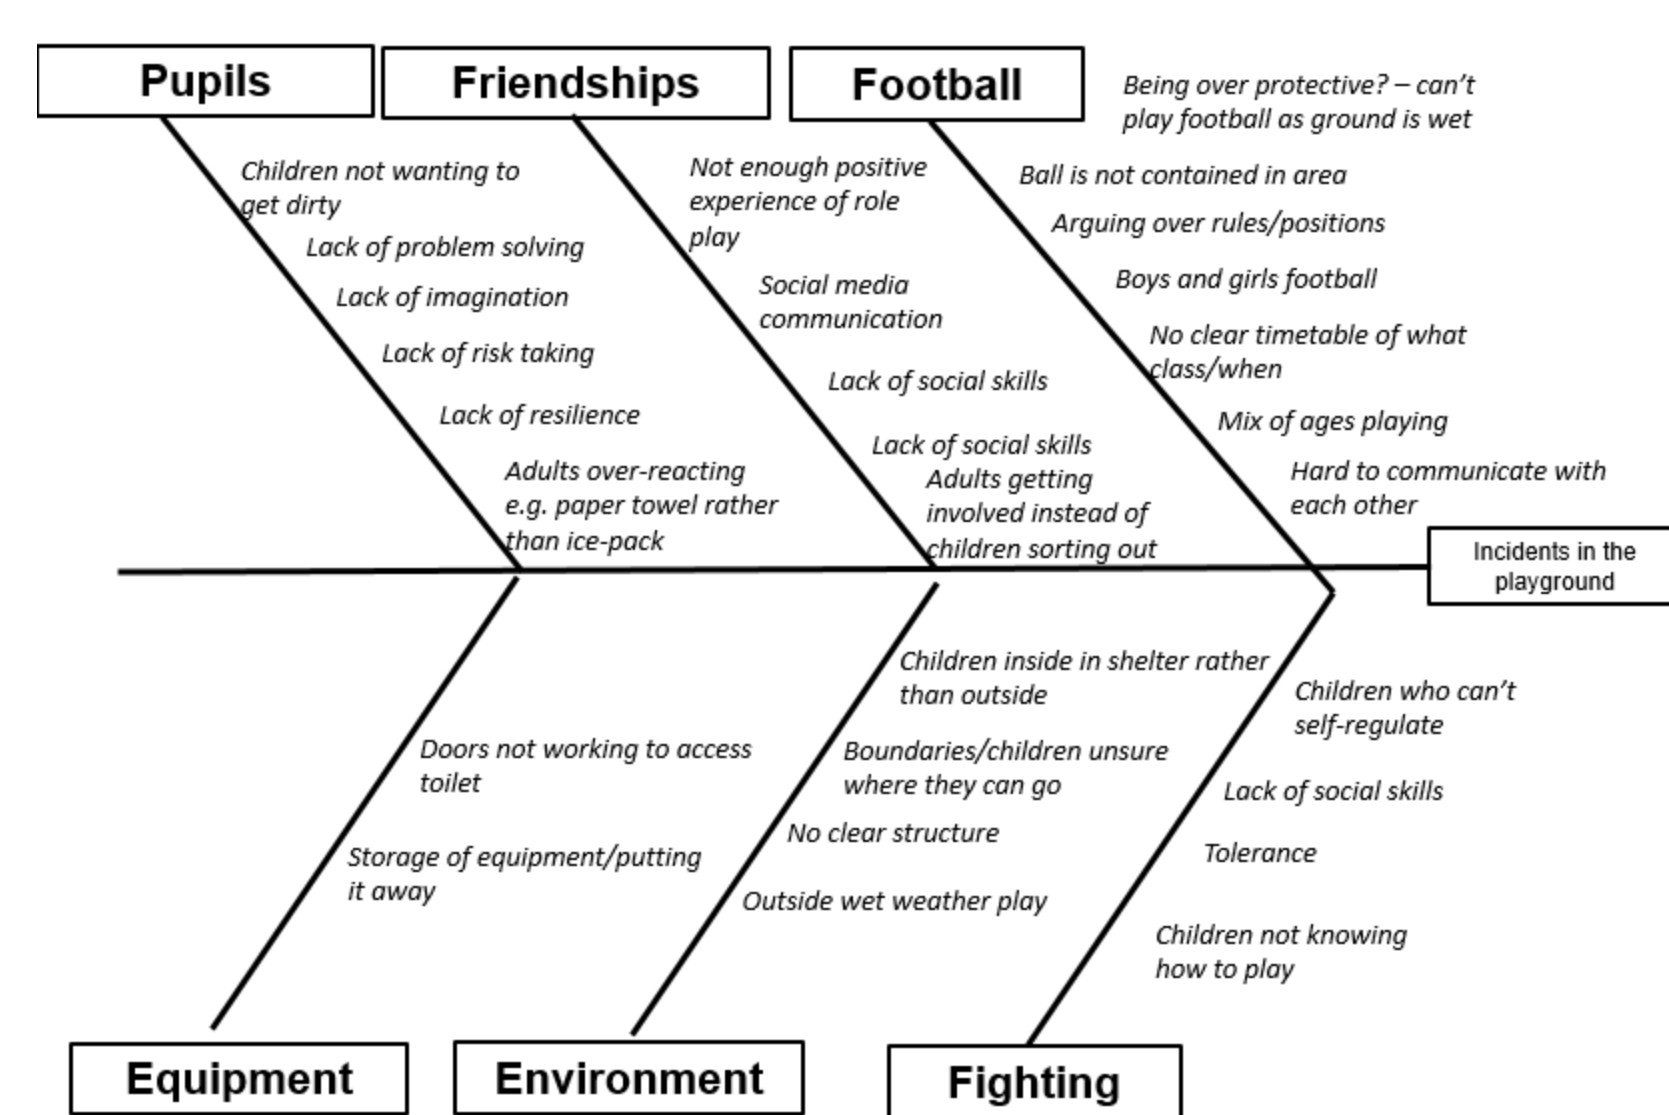 Pupils
Friendships
Football
Being over protective? – can't
play football as ground is wet
Children not wanting to
get dirty
Lack of problem solving
Lack of imagination
Lack of risk taking
Lack of resilience
Adults over-reacting
e.g. paper towel rather
than ice-pack
Not enough positive
experience of role
play
Social media
communication
Lack of social skills
Lack of social skills
Adults getting
involved instead of
children sorting out
Ball is not contained in area
Arguing over rules/positions
Boys and girls football
No clear timetable of what
class/when
Mix of ages playing
Hard to communicate with
each other
Incidents in the
playground
Doors not working to access
toilet
Storage of equipment/putting
it away
Children inside in shelter rather
than outside
Boundaries/children unsure
where they can go
No clear structure
Outside wet weather play
Children who can't
self-regulate
Lack of social skills
Tolerance
Children not knowing
how to play
Equipment
Environment
Fighting